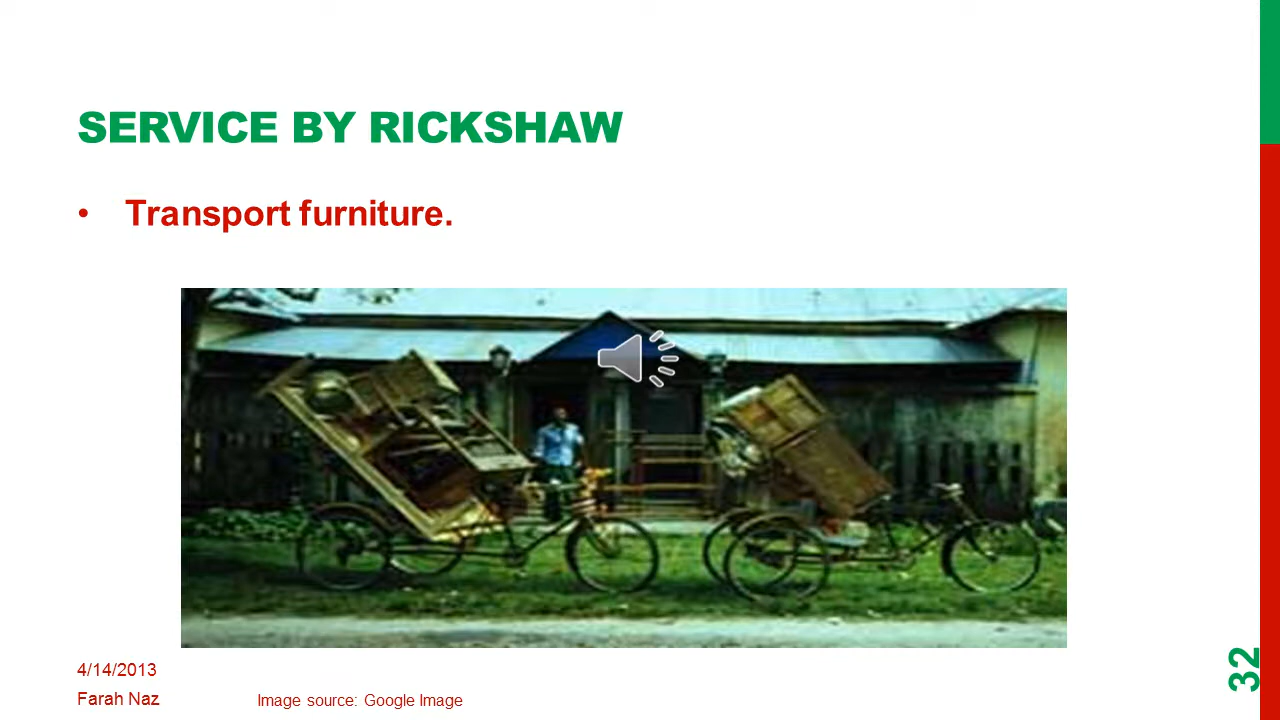 SERVICE BY RICKSHAW
• Transport furniture.
4/14/2013
Farah Naz
Image source: Google Image
32